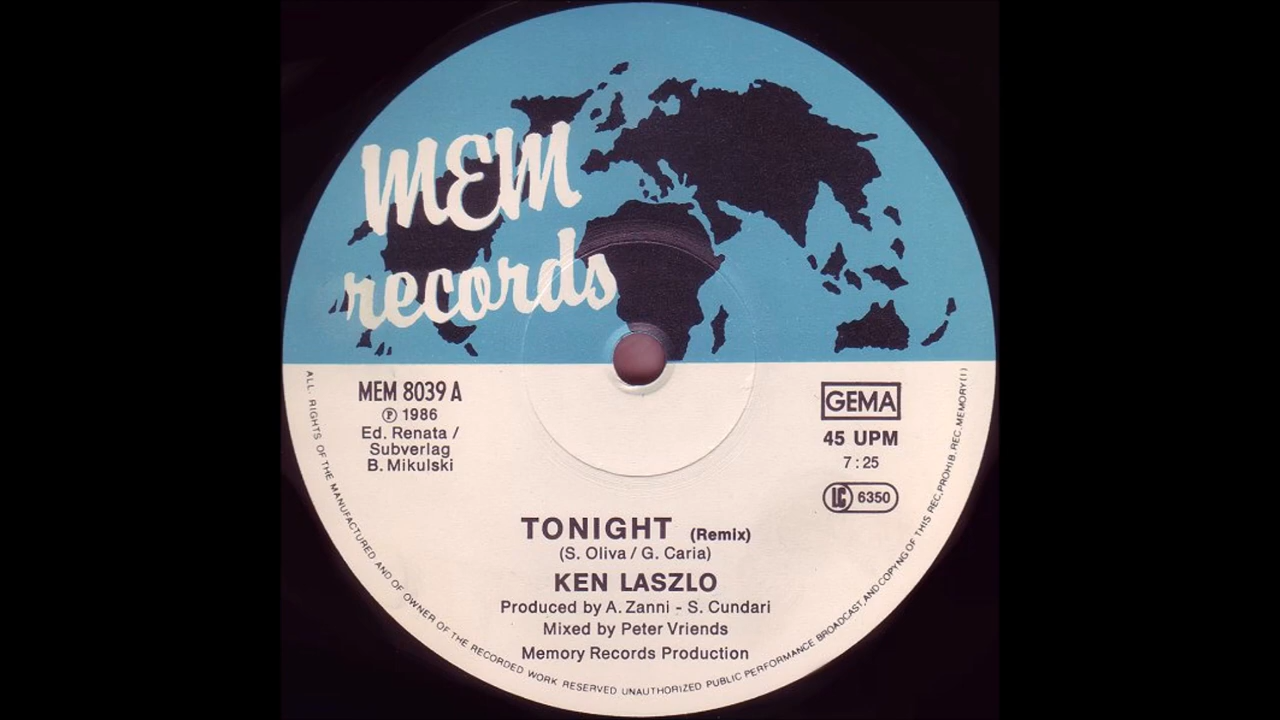 MEM
records
MEM 8039 A
Ⓟ 1986
Ed. Renata /
Subverlag
B. Mikulski
GEMA
45 UPM
7:25
LC 6350
TONIGHT (Remix)
(S. Oliva / G. Caria)
KEN LASZLO
Produced by A. Zanni - S. Cundari
Mixed by Peter Vriends
Memory Records Production
ALL. RIGHTS OF THE MANUFACTURED AND OF OWNER OF THE RECORDED WORK RESERVED UNAUTHORIZED PUBLIC PERFORMANCE BROADCAST.AND COPYNG OF THIS REC.PROHIB. REC. MEMORY (I)